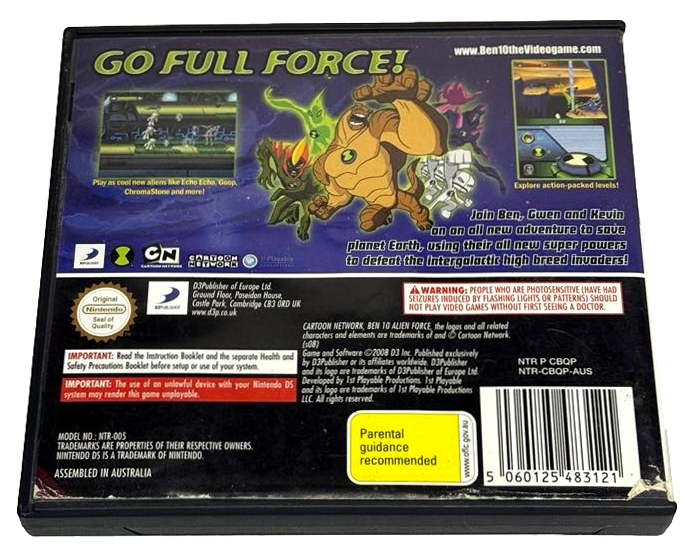 GO FULL FORCE!
www.Ben10theVideogame.com
Play as cool new aliens like Echo Echo, Goop,
ChromaStone and more!
Explore action-packed levels!
Join Ben, Gwen and Kevin
on an all new adventure to save
planet Earth, using their all new super powers
to defeat the intergalactic high breed invaders!
D3PUBLISHER
CN
CARTOON NETWORK
CARTOON
NETWORK
1st Playable
Original
Nintendo
Seal of
Quality
D3PUBLISHER
D3Publisher of Europe Ltd.
Ground Floor, Poseidon House,
Castle Park, Cambridge CB3 0RD UK
www.d3p.co.uk
WARNING: PEOPLE WHO ARE PHOTOSENSITIVE (HAVE HAD
SEIZURES INDUCED BY FLASHING LIGHTS OR PATTERNS) SHOULD
NOT PLAY VIDEO GAMES WITHOUT FIRST SEEING A DOCTOR.
CARTOON NETWORK, BEN 10 ALIEN FORCE, the logos and all related
characters and elements are trademarks of and © Cartoon Network.
(s08)
Game and Software ©2008 D3 Inc. Published exclusively
by D3Publisher or its affiliates worldwide. D3Publisher
and its logo are trademarks of D3Publisher of Europe Ltd.
Developed by 1st Playable Productions. 1st Playable
and its logo are trademarks of 1st Playable Productions
LLC. All rights reserved.
IMPORTANT: Read the Instruction Booklet and the separate Health and
Safety Precautions Booklet before setup or use of your system.
IMPORTANT: The use of an unlawful device with your Nintendo DS
system may render this game unplayable.
NTR P CBQP
NTR-CBQP-AUS
MODEL NO.: NTR-005
TRADEMARKS ARE PROPERTIES OF THEIR RESPECTIVE OWNERS.
NINTENDO DS IS A TRADEMARK OF NINTENDO.
ASSEMBLED IN AUSTRALIA
Parental
guidance
recommended
www.oflc.gov.au
5 060125 483121